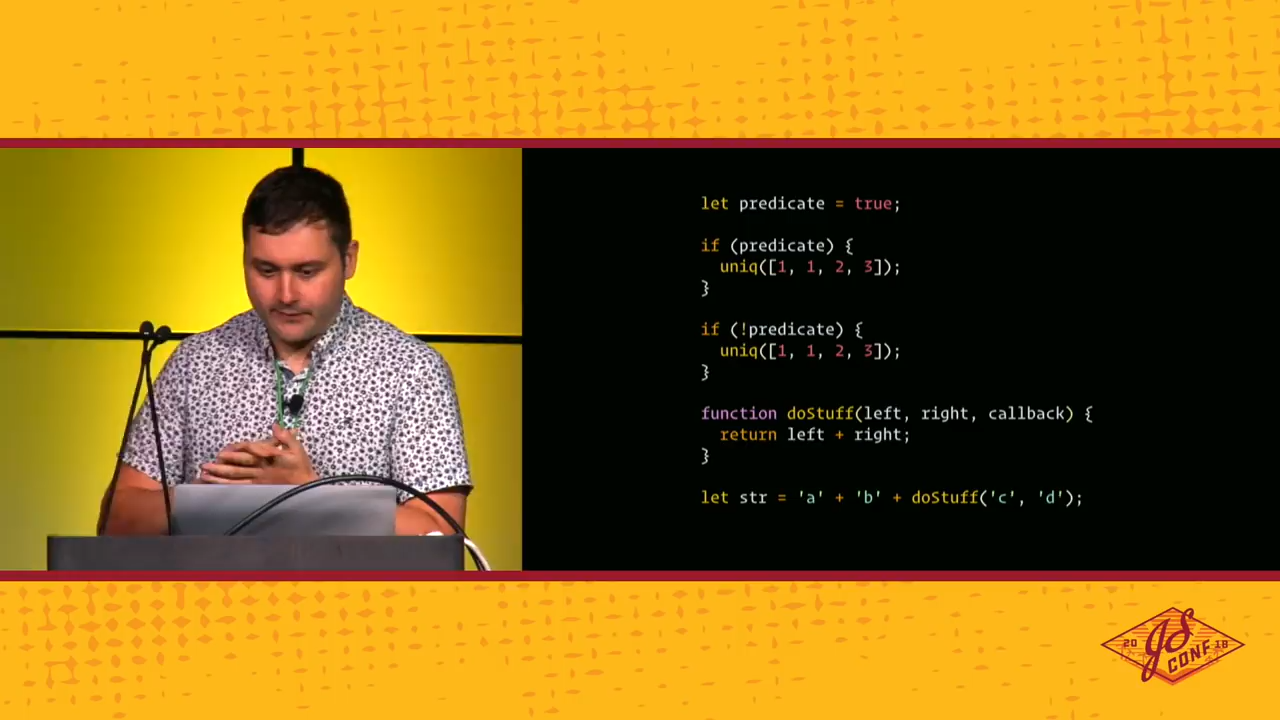 let predicate = true;
if (predicate) {
  uniq([1, 1, 2, 3]);
}
if (!predicate) {
  uniq([1, 1, 2, 3]);
}
function doStuff(left, right, callback) {
  return left + right;
}
let str = 'a' + 'b' + doStuff('c', 'd');
20 JS CONF 18